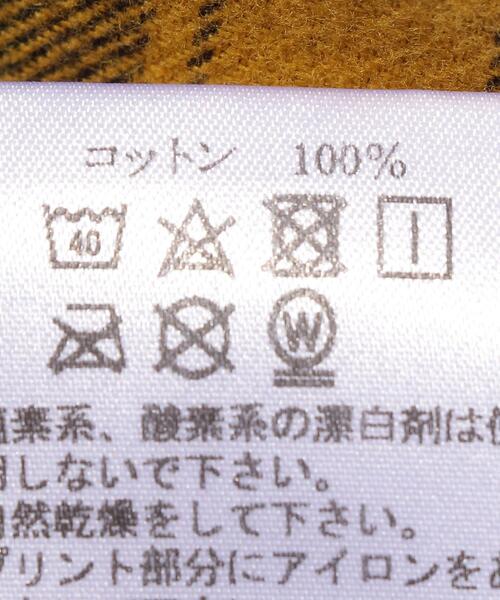 コットン 100%
40
W
素系、酸素系の漂白剤は
しないで下さい。
然乾燥をして下さい。
プリント部分にアイロンを